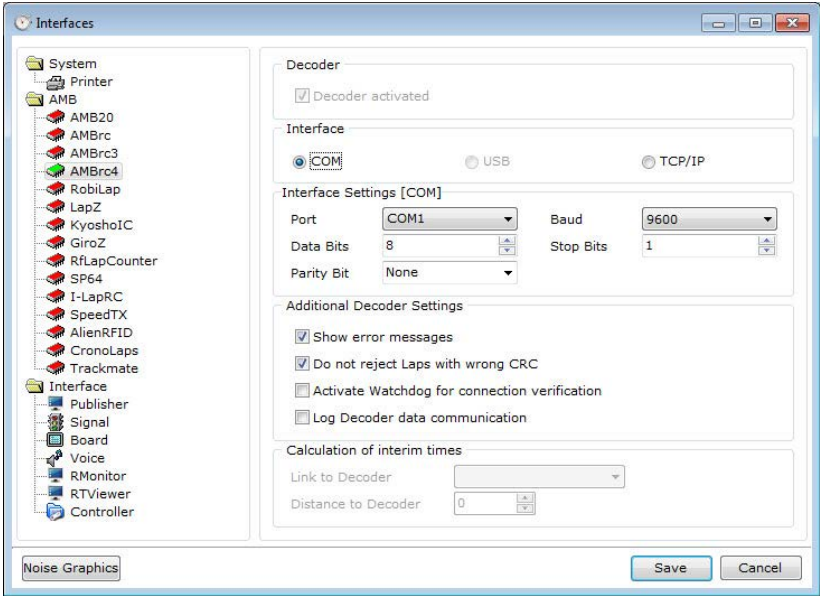 Interfaces
System
Printer
AMB
AMB20
AMBrc
AMBrc3
AMBrc4
RobiLap
LapZ
KyoshoIC
GiroZ
RfLapCounter
SP64
I-LapRC
SpeedTX
AlienRFID
CronoLaps
Trackmate
Interface
Publisher
Signal
Board
Voice
RMonitor
RTViewer
Controller
Decoder
Decoder activated
Interface
COM USB TCP/IP
Interface Settings [COM]
Port COM1 Baud 9600
Data Bits 8 Stop Bits 1
Parity Bit None
Additional Decoder Settings
Show error messages
Do not reject Laps with wrong CRC
Activate Watchdog for connection verification
Log Decoder data communication
Calculation of interim times
Link to Decoder
Distance to Decoder 0
Noise Graphics Save Cancel